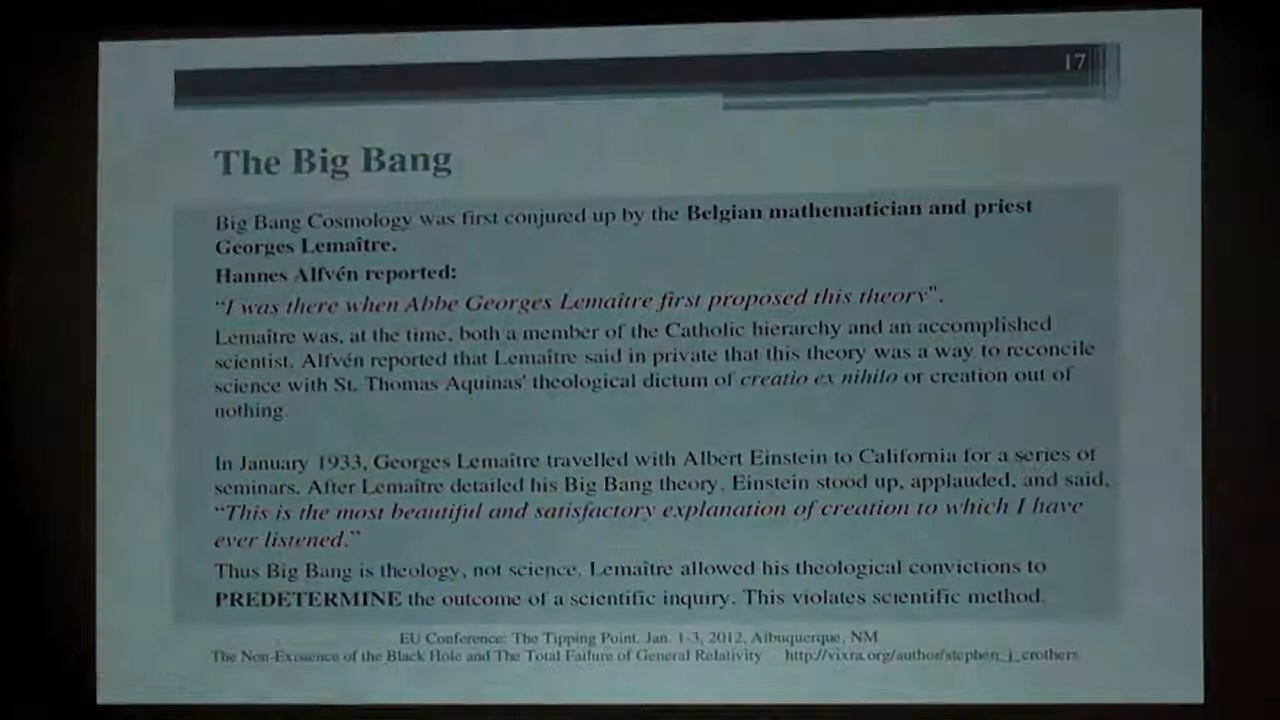 17
The Big Bang
Big Bang Cosmology was first conjured up by the Belgian mathematician and priest
Georges Lemaître.
Hannes Alfvén reported:
“I was there when Abbe Georges Lemaître first proposed this theory".
Lemaître was, at the time, both a member of the Catholic hierarchy and an accomplished
scientist. Alfvén reported that Lemaître said in private that this theory was a way to reconcile
science with St. Thomas Aquinas' theological dictum of creatio ex nihilo or creation out of
nothing.
In January 1933, Georges Lemaître travelled with Albert Einstein to California for a series of
seminars. After Lemaître detailed his Big Bang theory, Einstein stood up, applauded, and said,
“This is the most beautiful and satisfactory explanation of creation to which I have
ever listened.”
Thus Big Bang is theology, not science. Lemaître allowed his theological convictions to
PREDETERMINE the outcome of a scientific inquiry. This violates scientific method.
EU Conference: The Tipping Point, Jan. 1-3, 2012, Albuquerque, NM
The Non-Existence of the Black Hole and The Total Failure of General Relativity http://vixra.org/author/stephen_j_crothers